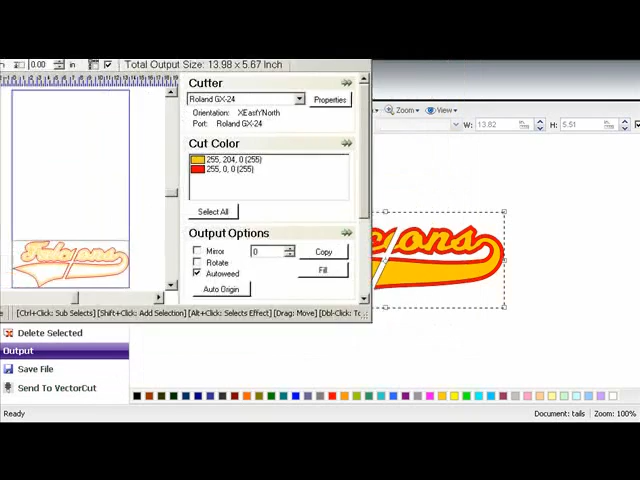 0.00 in Total Output Size: 13.98 x 5.67 Inch
Cutter
Roland GX-24 Properties
Orientation: XEastYNorth
Port: Roland GX-24
Cut Color
255, 204, 0 (255)
255, 0, 0 (255)
Select All
Output Options
Mirror 0 Copy
Rotate Fill
Autoweed
Auto Origin
[Ctrl+Click: Sub Selects] [Shift+Click: Add Selection] [Alt+Click: Selects Effect] [Drag: Move] [Dbl-Click: To
Zoom View
W: 13.82 in. H: 5.51 in.
Falcons
cions
Delete Selected
Output
Save File
Send To VectorCut
Ready Document: tails Zoom: 100%